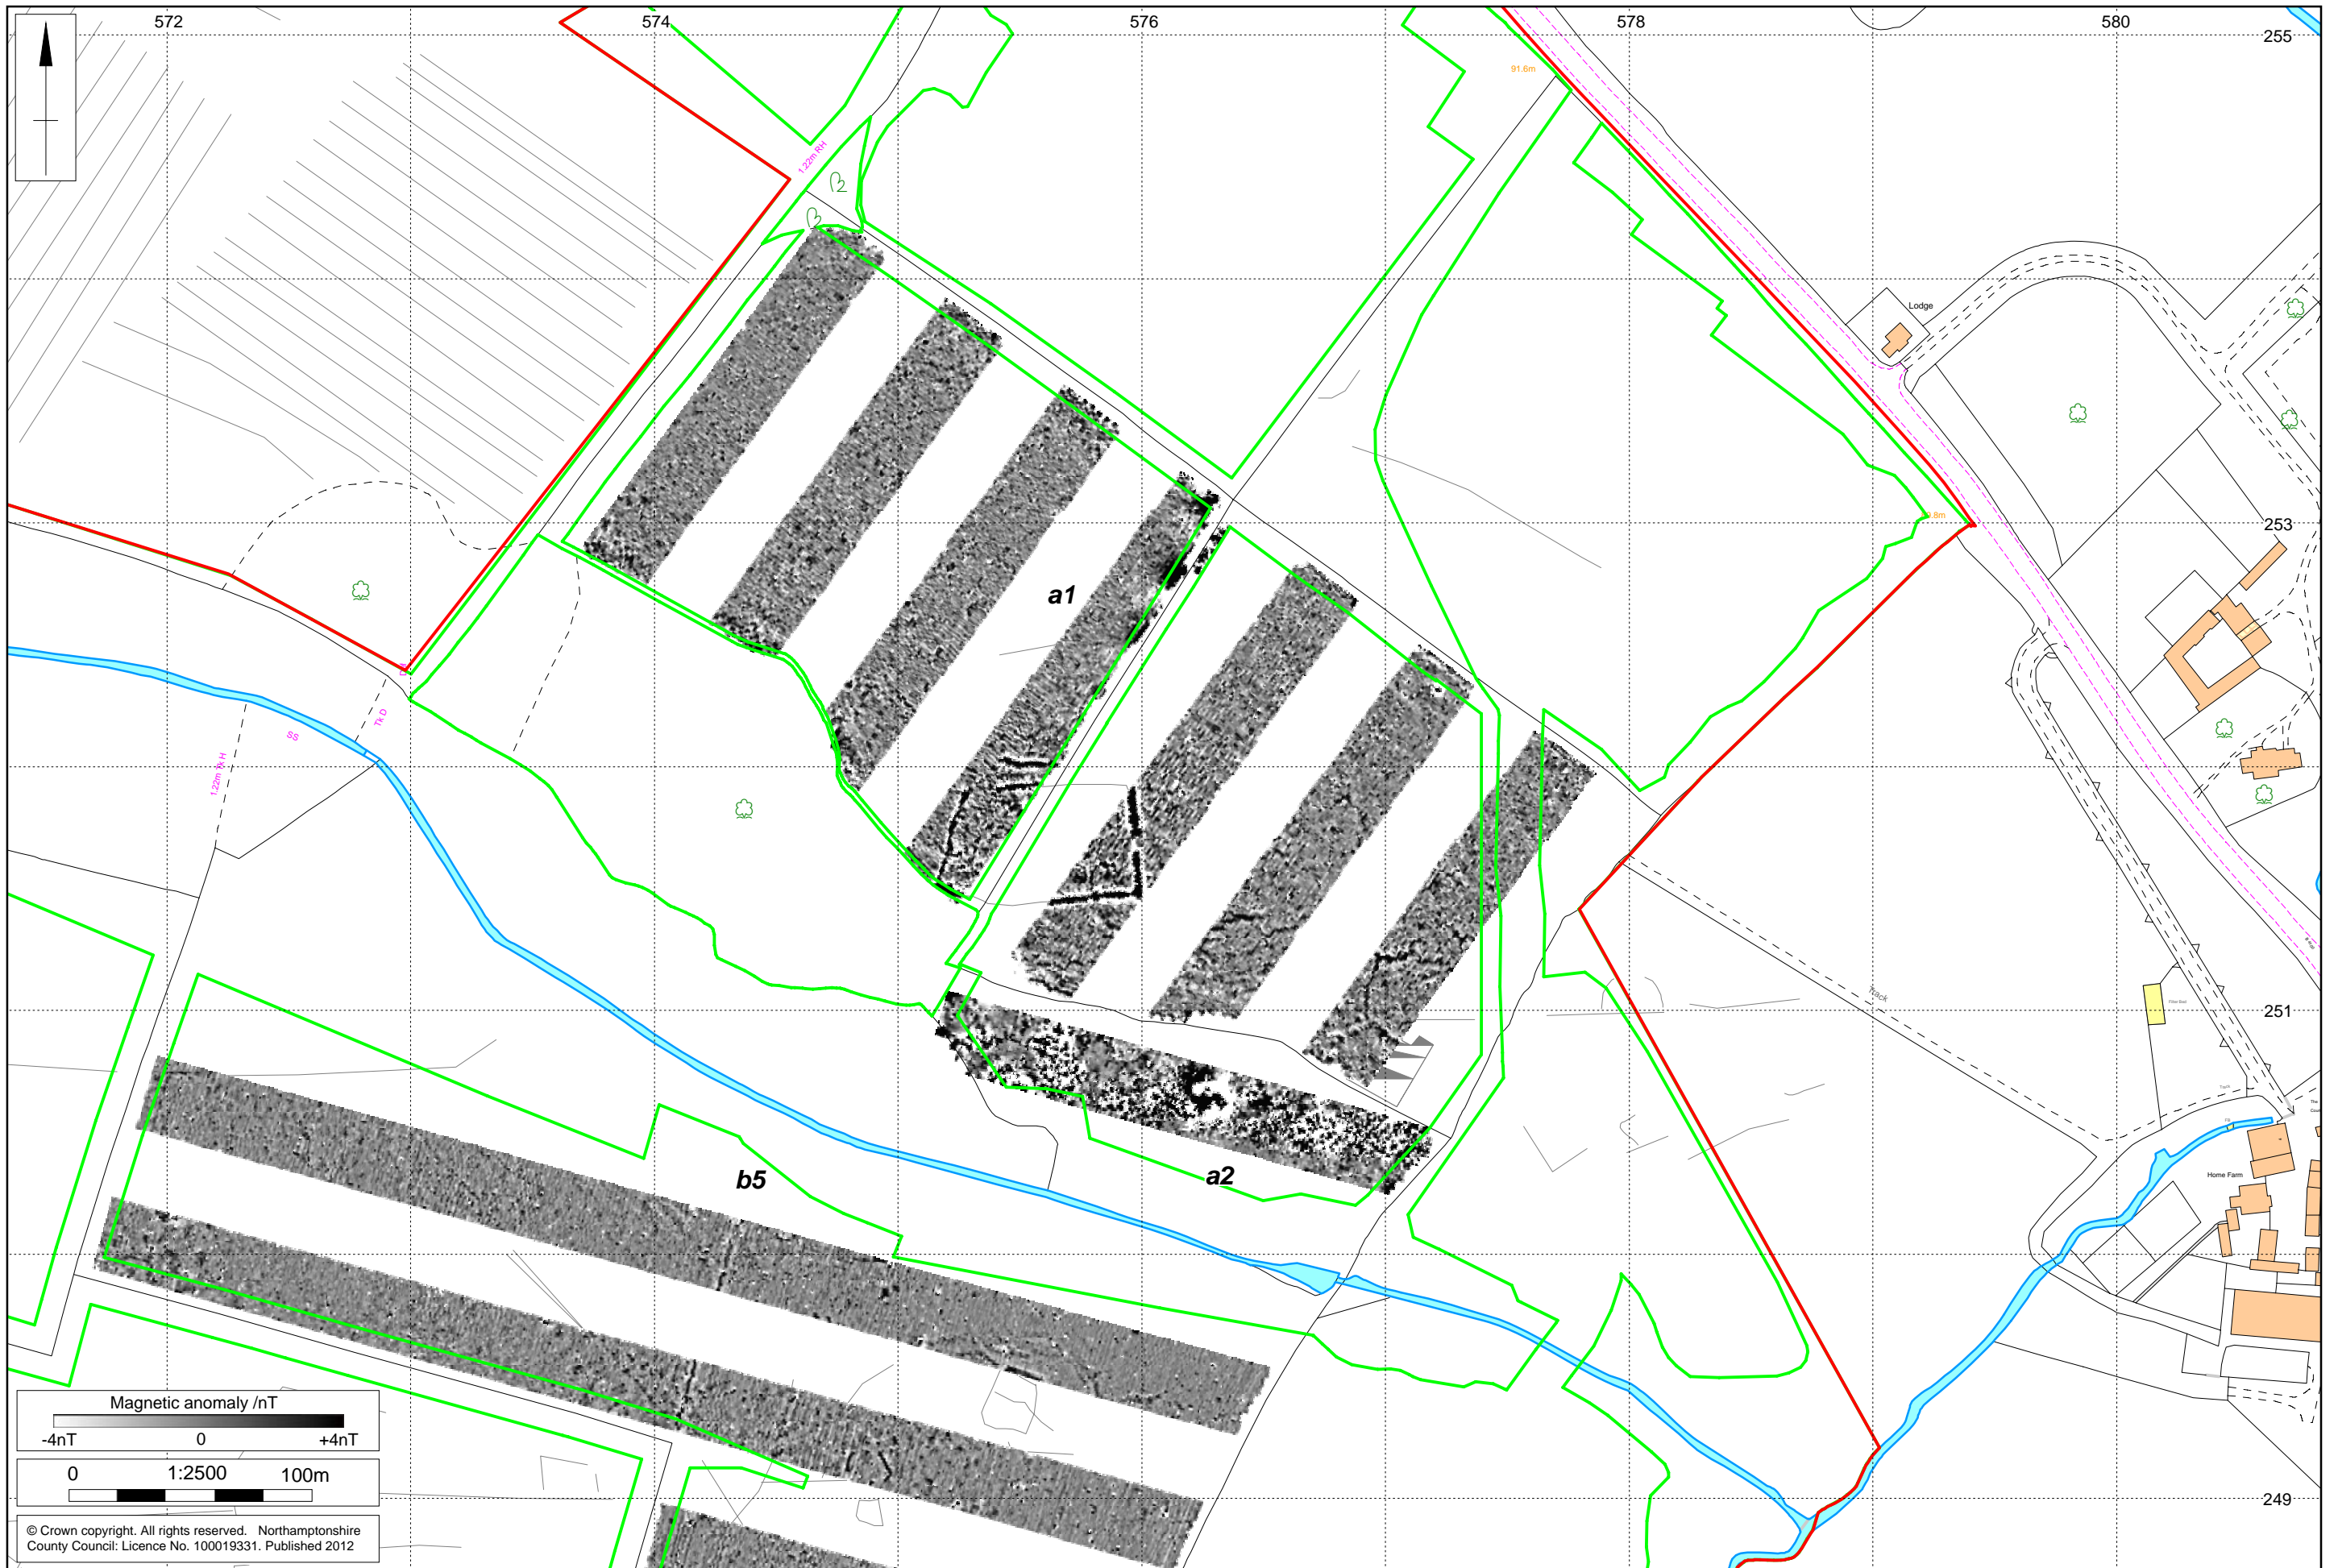 572
574
576
578
580
255
91.6m
1.22m RH
Lodge
253
a1
Tk D
SS
1.22m Tk H
Track
251
b5
a2
Home Farm
Magnetic anomaly /nT
-4nT 0 +4nT
0 1:2500 100m
249
© Crown copyright. All rights reserved. Northamptonshire
County Council: Licence No. 100019331. Published 2012